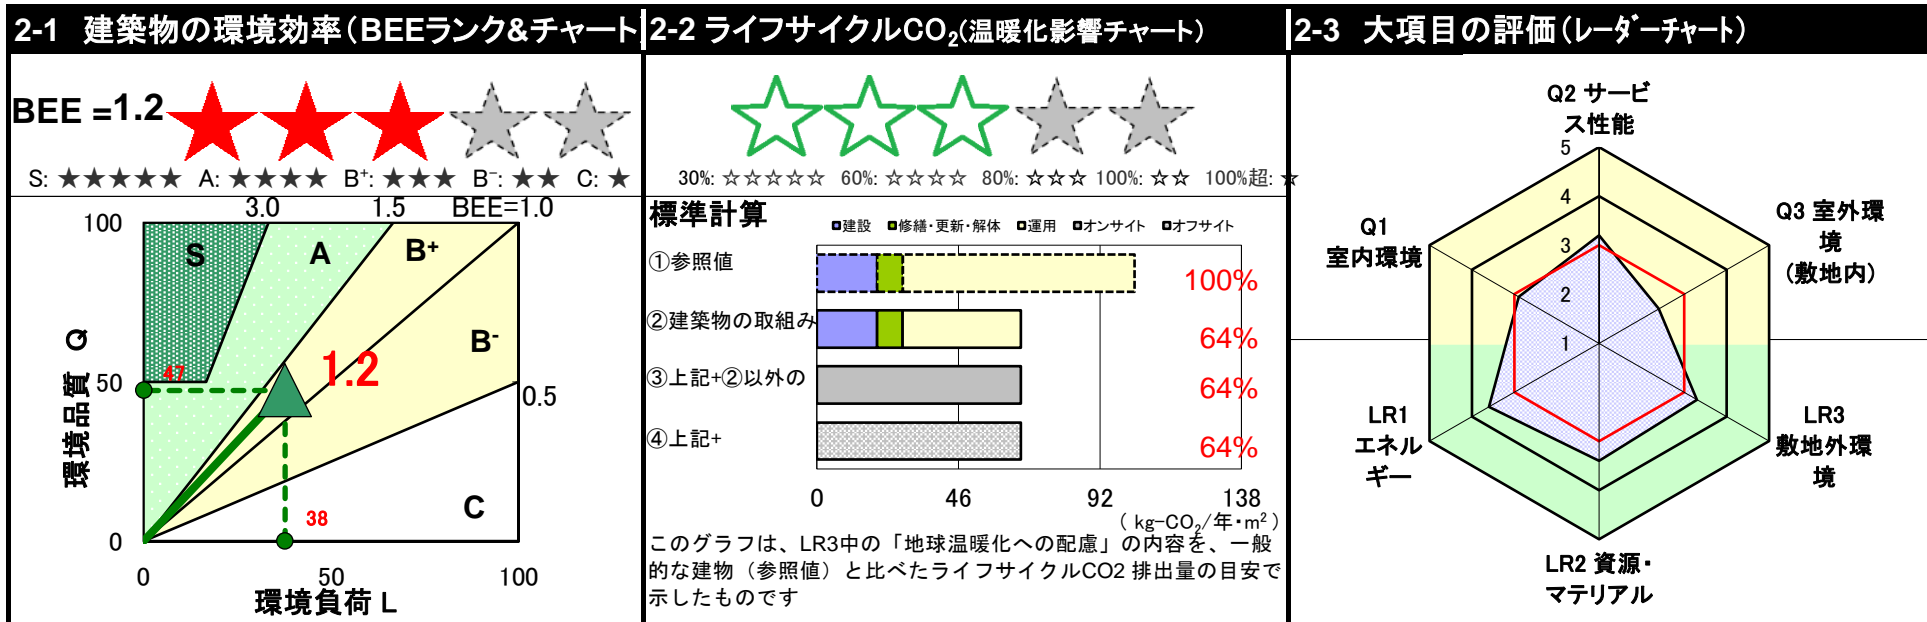 2-1 建築物の環境効率(BEEランク&チャート)
BEE =1.2
S: ★★★★★ A: ★★★★ B+: ★★★ B-: ★★ C: ★
3.0 1.5 BEE=1.0
100
S
A
B+
B-
C
環境品質 Q
50
47
1.2
0.5
38
0
0 50 100
環境負荷 L
2-2 ライフサイクルCO2(温暖化影響チャート)
30%: ☆☆☆☆☆ 60%: ☆☆☆☆ 80%: ☆☆☆ 100%: ☆☆ 100%超: ☆
標準計算
建設 修繕・更新・解体 運用 オンサイト オフサイト
①参照値 100%
②建築物の取組み 64%
③上記+②以外の 64%
④上記+ 64%
0 46 92 138
( kg-CO2/年・m2 )
このグラフは、LR3中の「地球温暖化への配慮」の内容を、一般
的な建物(参照値)と比べたライフサイクルCO2 排出量の目安で
示したものです
2-3 大項目の評価(レーダーチャート)
Q2 サービ
ス性能
5
4
3
2
1
Q1
室内環境
Q3 室外環
境
(敷地内)
LR1
エネル
ギー
LR3
敷地外環
境
LR2 資源・
マテリアル